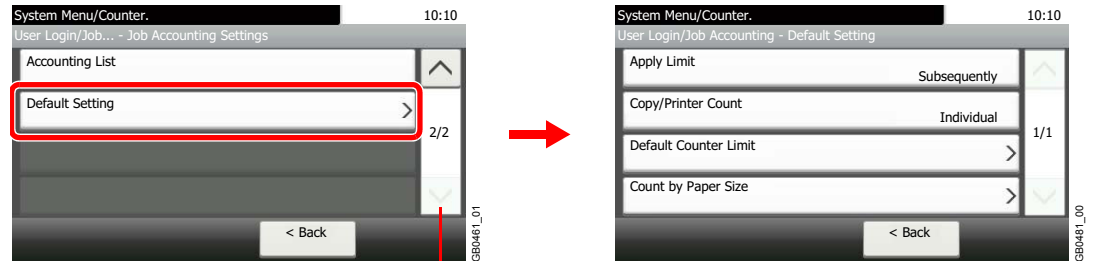 System Menu/Counter.
10:10
User Login/Job... - Job Accounting Settings
Accounting List
Default Setting
2/2
< Back
GB0461_01
System Menu/Counter.
10:10
User Login/Job Accounting - Default Setting
Apply Limit
Subsequently
Copy/Printer Count
Individual
1/1
Default Counter Limit
Count by Paper Size
< Back
GB0481_00